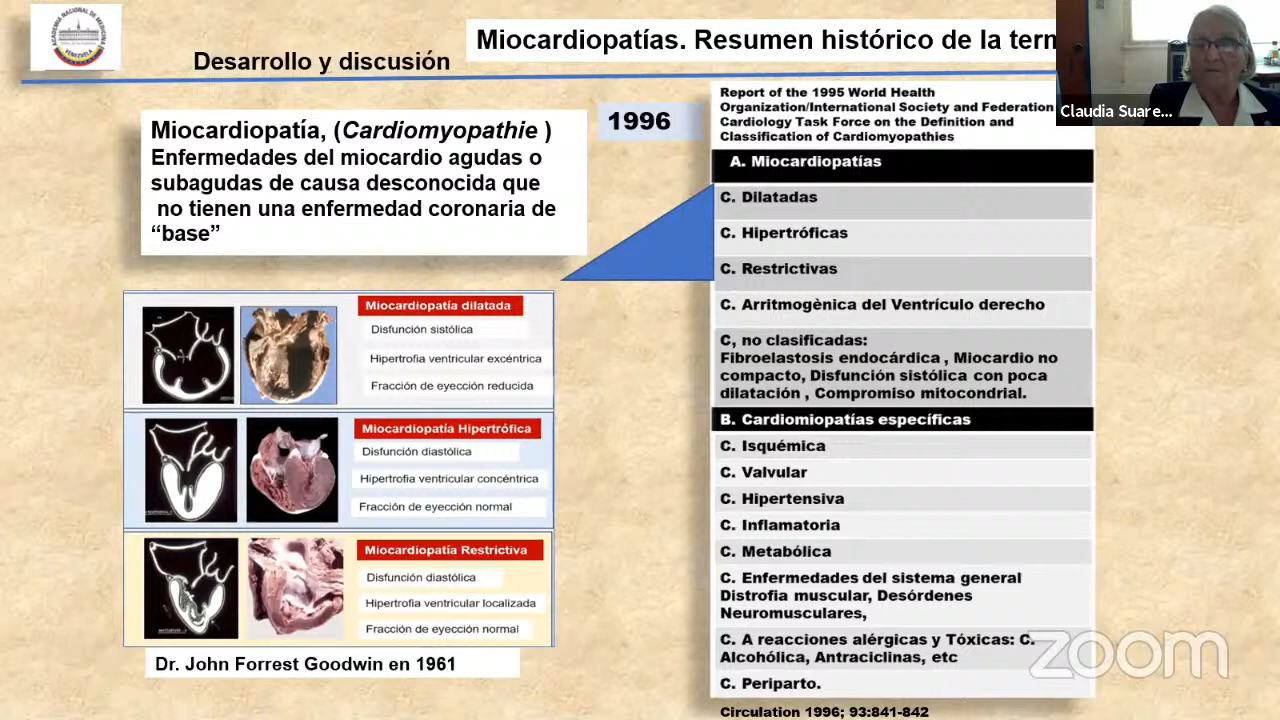 ACADEMIA NACIONAL DE MEDICINA
VENEZUELA
Desarrollo y discusión
Miocardiopatías. Resumen histórico de la term
Claudia Suare...
Miocardiopatía, (Cardiomyopathie )
Enfermedades del miocardio agudas o
subagudas de causa desconocida que
no tienen una enfermedad coronaria de
“base”
1996
Miocardiopatía dilatada
Disfunción sistólica
Hipertrofia ventricular excéntrica
Fracción de eyección reducida
Miocardiopatía Hipertrófica
Disfunción diastólica
Hipertrofia ventricular concéntrica
Fracción de eyección normal
Miocardiopatía Restrictiva
Disfunción diastólica
Hipertrofia ventricular localizada
Fracción de eyección normal
Dr. John Forrest Goodwin en 1961
Report of the 1995 World Health
Organization/International Society and Federation
Cardiology Task Force on the Definition and
Classification of Cardiomyopathies
A. Miocardiopatías
C. Dilatadas
C. Hipertróficas
C. Restrictivas
C. Arritmogènica del Ventrículo derecho
C, no clasificadas:
Fibroelastosis endocárdica , Miocardio no
compacto, Disfunción sistólica con poca
dilatación , Compromiso mitocondrial.
B. Cardiomiopatías específicas
C. Isquémica
C. Valvular
C. Hipertensiva
C. Inflamatoria
C. Metabólica
C. Enfermedades del sistema general
Distrofia muscular, Desórdenes
Neuromusculares,
C. A reacciones alérgicas y Tóxicas: C.
Alcohólica, Antraciclinas, etc
C. Periparto.
Circulation 1996; 93:841-842
zoom